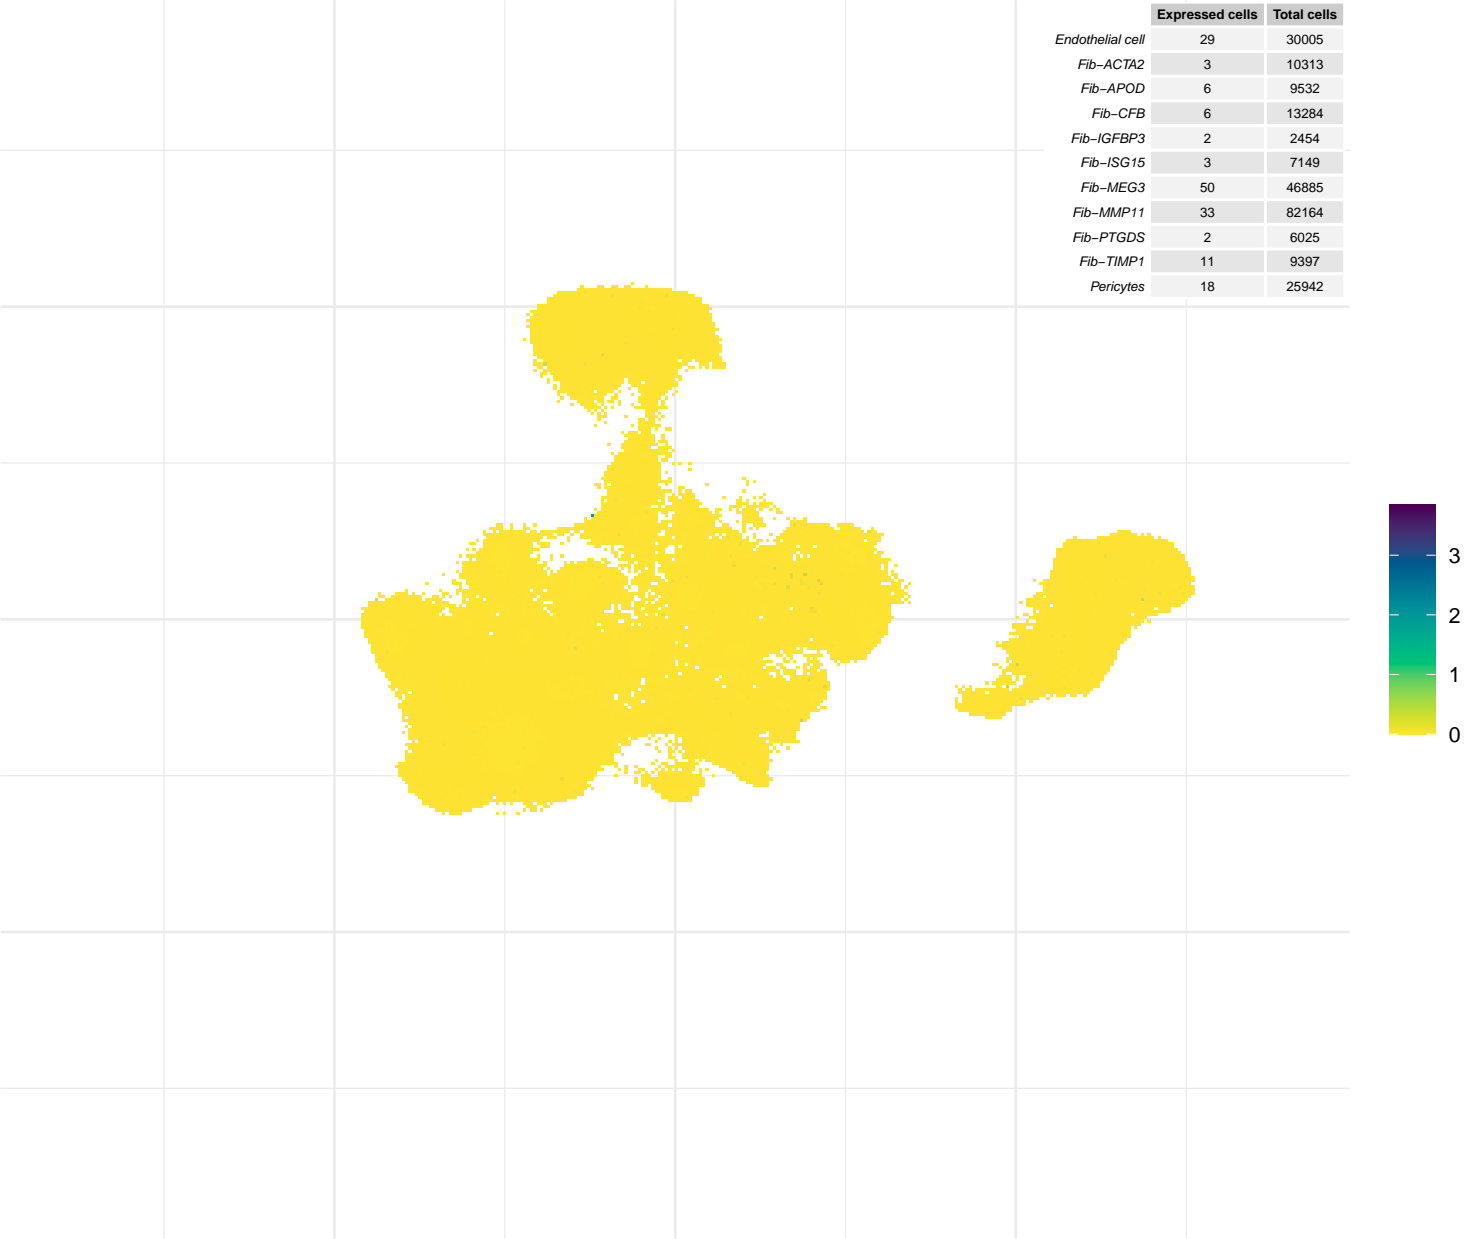 Expressed cells Total cells
Endothelial cell 29 30005
Fib−ACTA2 3 10313
Fib−APOD 6 9532
Fib−CFB 6 13284
Fib−IGFBP3 2 2454
Fib−ISG15 3 7149
Fib−MEG3 50 46885
Fib−MMP11 33 82164
Fib−PTGDS 2 6025
Fib−TIMP1 11 9397
Pericytes 18 25942
3
2
1
0